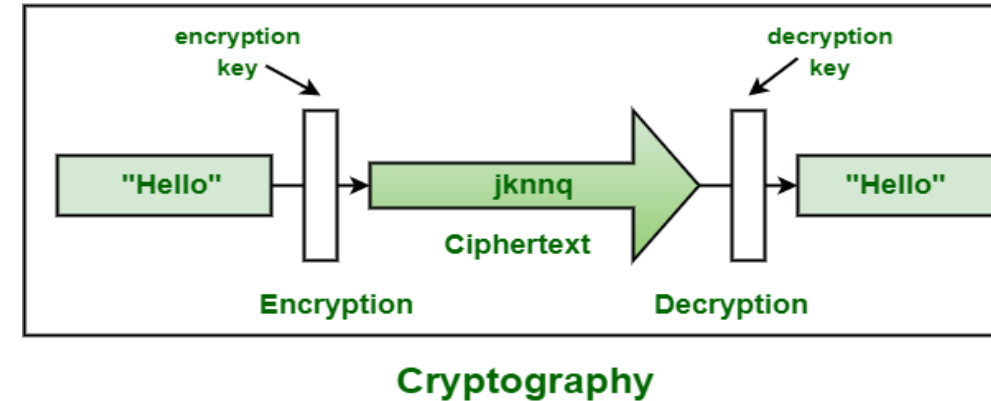 encryption
key
decryption
key
"Hello"
jknnq
"Hello"
Ciphertext
Encryption
Decryption
Cryptography